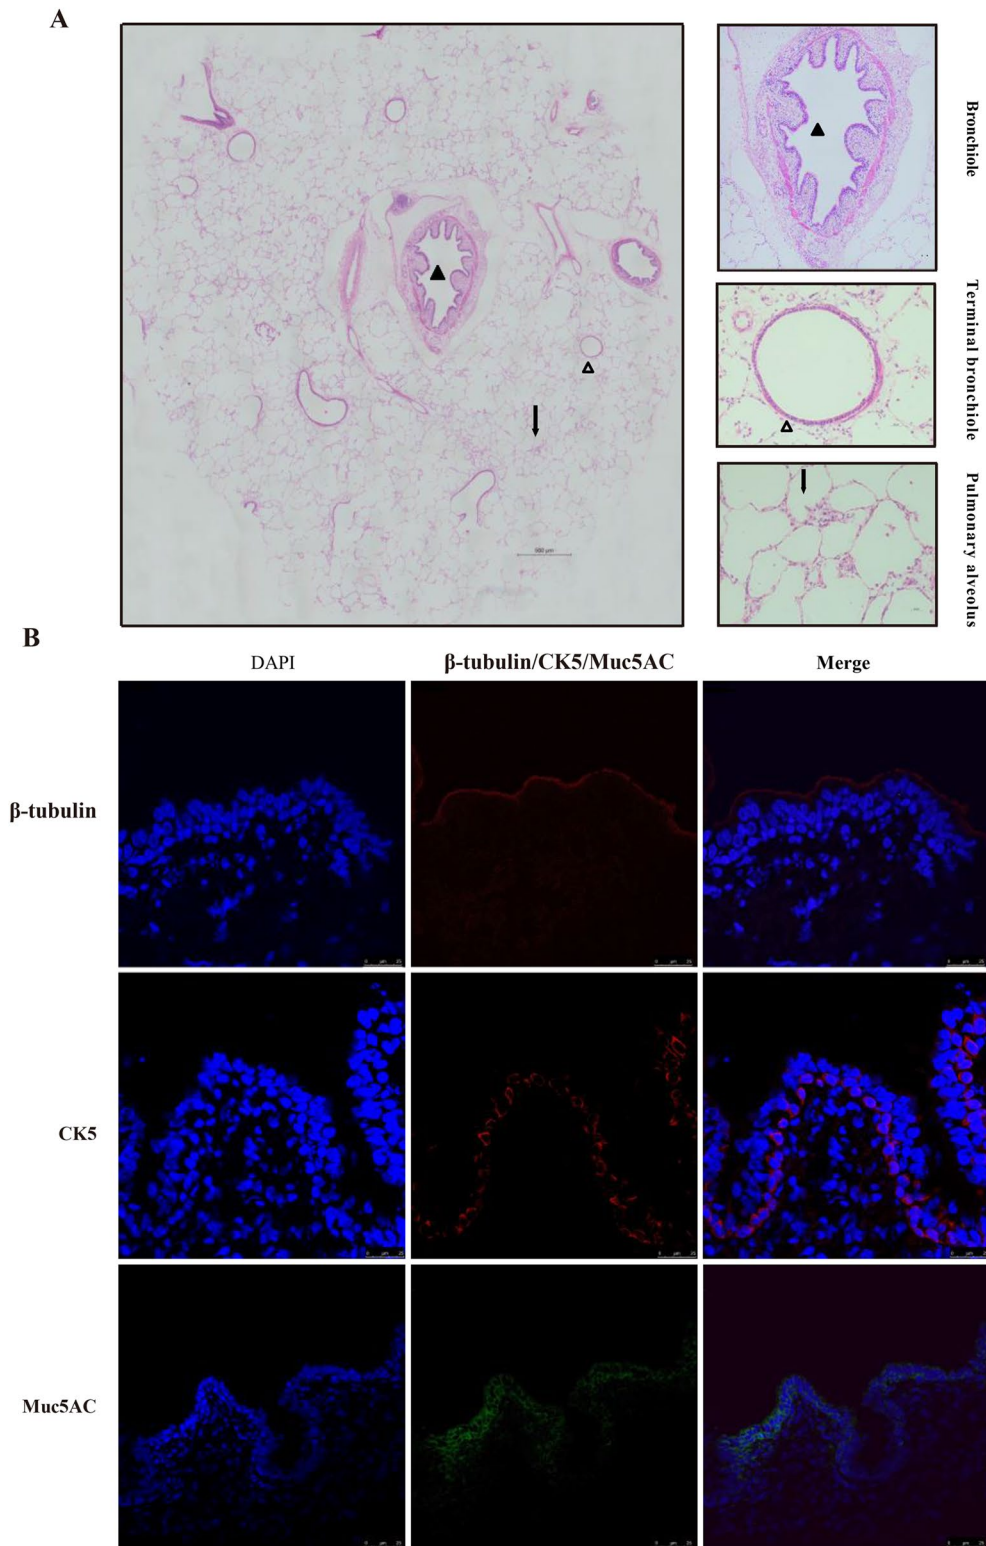 A
Bronchiole
Terminal bronchiole
Pulmonary alveolus
B
DAPI
β-tubulin/CK5/Muc5AC
Merge
β-tubulin
CK5
Muc5AC